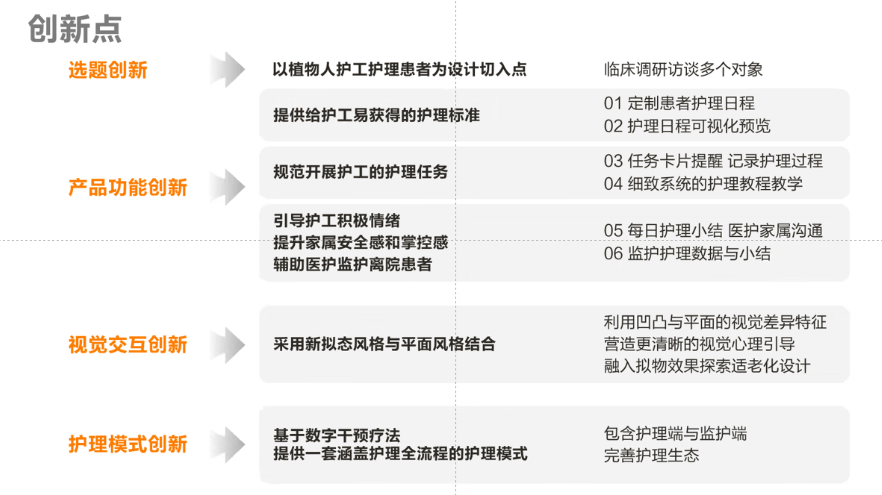 创新点
选题创新
以植物人护工护理患者为设计切入点
临床调研访谈多个对象
提供给护工易获得的护理标准
01 定制患者护理日程
02 护理日程可视化预览
产品功能创新
规范开展护工的护理任务
03 任务卡片提醒 记录护理过程
04 细致系统的护理教程教学
引导护工积极情绪
提升家属安全感和掌控感
辅助医护监护离院患者
05 每日护理小结 医护家属沟通
06 监护护理数据与小结
视觉交互创新
采用新拟态风格与平面风格结合
利用凹凸与平面的视觉差异特征
营造更清晰的视觉心理引导
融入拟物效果探索适老化设计
护理模式创新
基于数字干预疗法
提供一套涵盖护理全流程的护理模式
包含护理端与监护端
完善护理生态